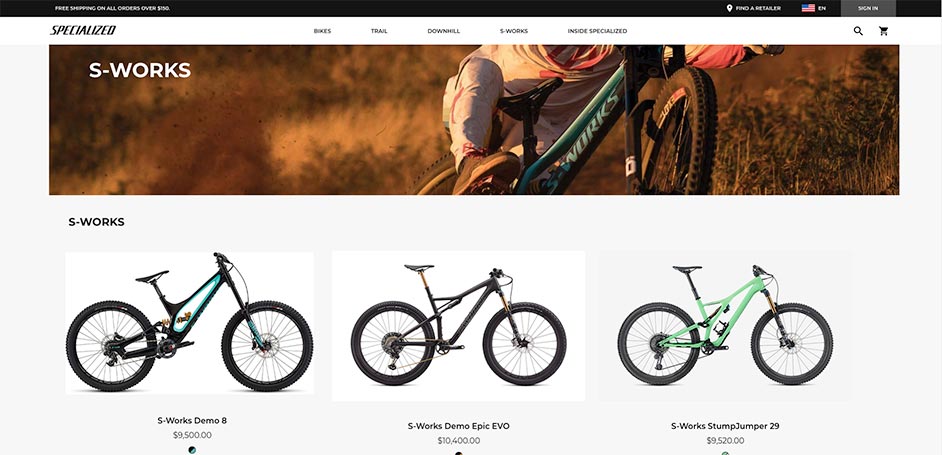 FREE SHIPPING ON ALL ORDERS OVER $150.
FIND A RETAILER
EN
SIGN IN
SPECIALIZED
BIKES
TRAIL
DOWNHILL
S-WORKS
INSIDE SPECIALIZED
S-WORKS
S-WORKS
S-WORKS
S-Works Demo 8
$9,500.00
S-Works Demo Epic EVO
$10,400.00
S-Works StumpJumper 29
$9,520.00